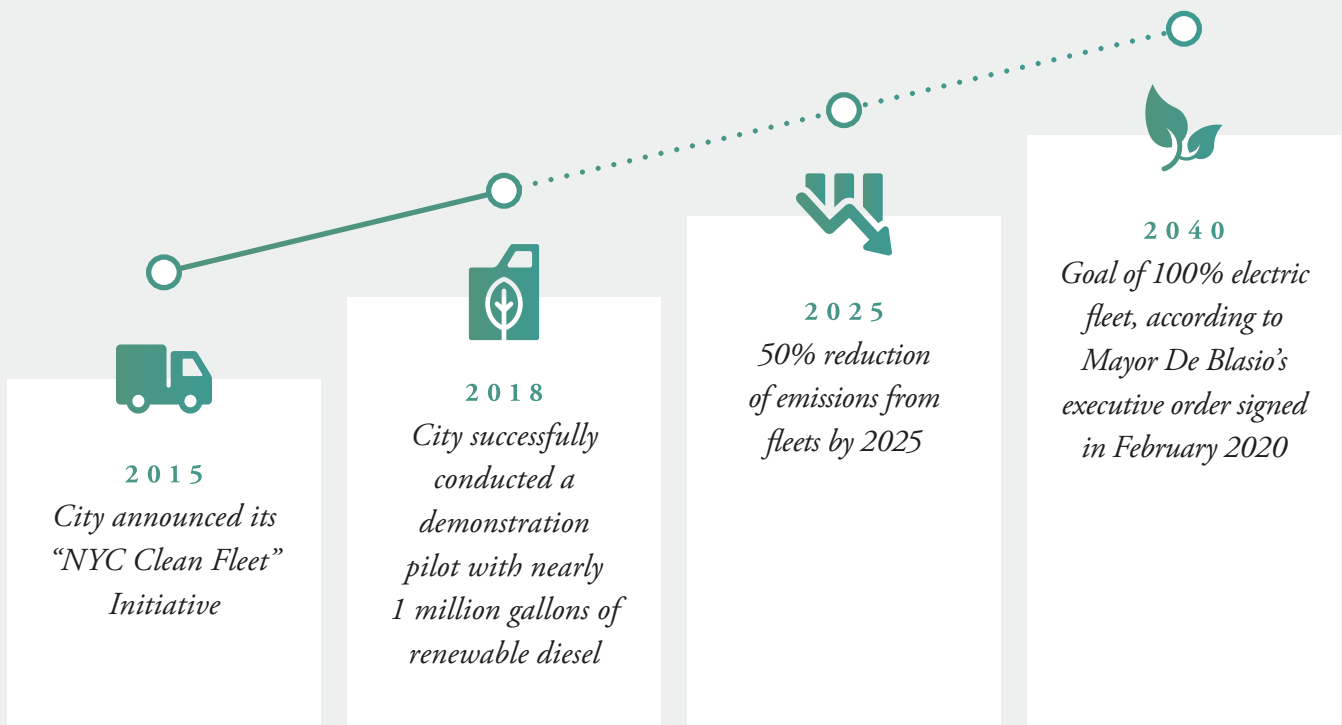 2015
City announced its
“NYC Clean Fleet”
Initiative
2018
City successfully
conducted a
demonstration
pilot with nearly
1 million gallons of
renewable diesel
2025
50% reduction
of emissions from
fleets by 2025
2040
Goal of 100% electric
fleet, according to
Mayor De Blasio’s
executive order signed
in February 2020